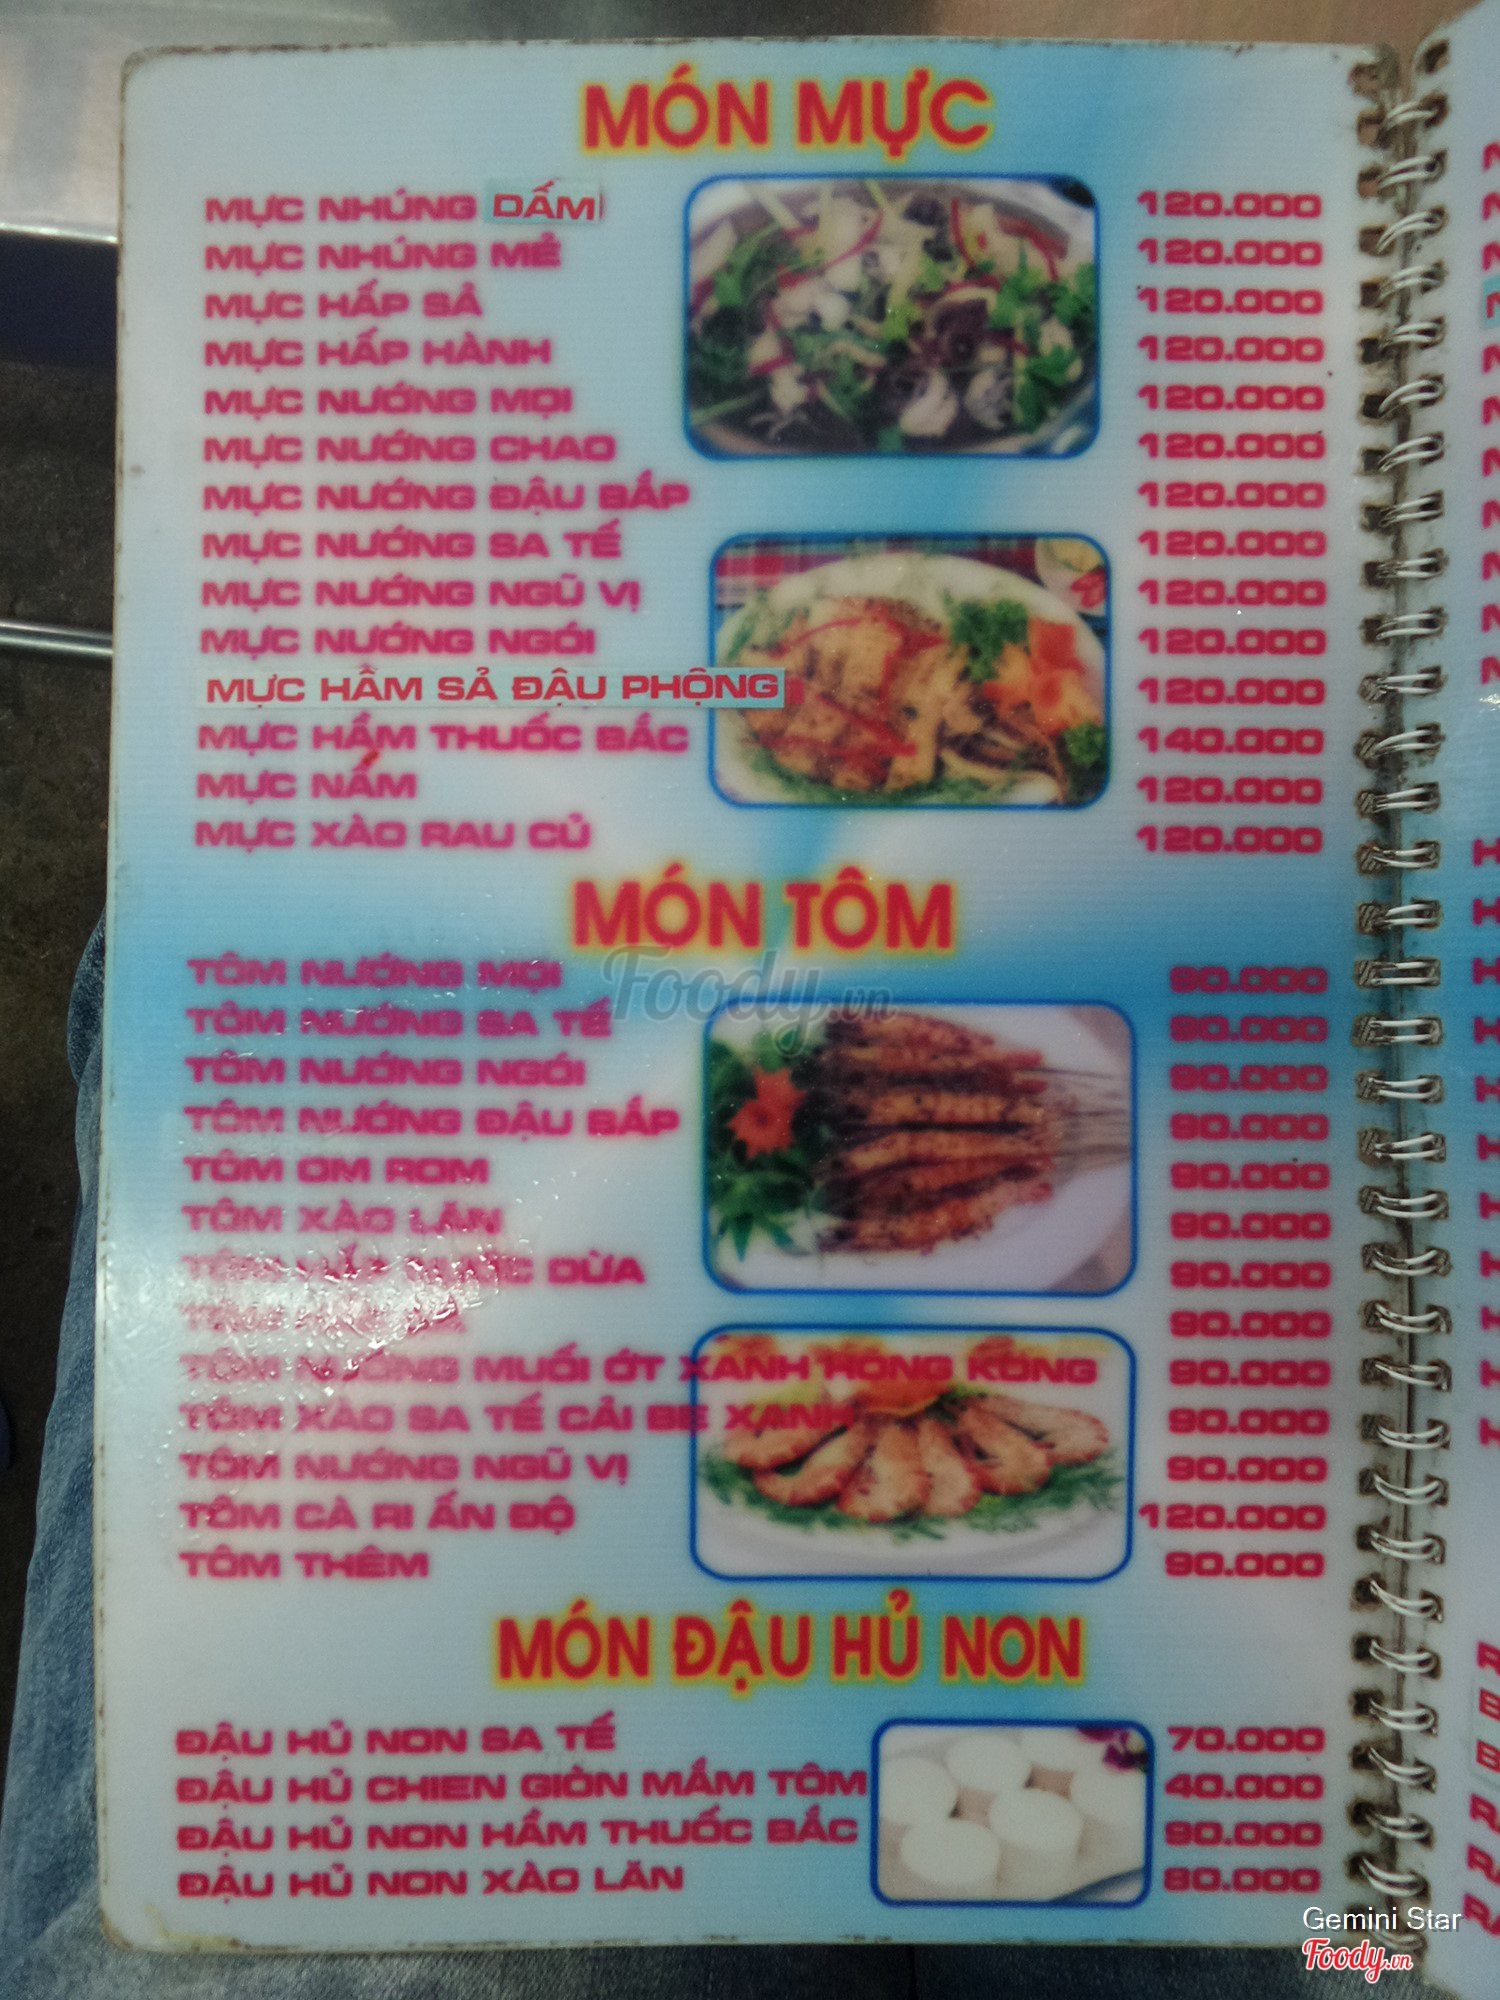 MÓN MỰC
MỰC NHÚNG DẤM 120.000
MỰC NHÚNG MẺ 120.000
MỰC HẤP SẢ 120.000
MỰC HẤP HÀNH 120.000
MỰC NƯỚNG MỌI 120.000
MỰC NƯỚNG CHAO 120.000
MỰC NƯỚNG ĐẬU BẮP 120.000
MỰC NƯỚNG SA TẾ 120.000
MỰC NƯỚNG NGŨ VỊ 120.000
MỰC NƯỚNG NGÓI 120.000
MỰC HẦM SẢ ĐẬU PHỘNG 120.000
MỰC HẦM THUỐC BẮC 140.000
MỰC NẤM 120.000
MỰC XÀO RAU CỦ 120.000
MÓN TÔM
TÔM NƯỚNG MỌI 90.000
TÔM NƯỚNG SA TẾ 90.000
TÔM NƯỚNG NGÓI 90.000
TÔM NƯỚNG ĐẬU BẮP 90.000
TÔM OM ROM 90.000
TÔM XÀO LĂN 90.000
TÔM DỪA 90.000
TÔM 90.000
TÔM NƯỚNG MUỐI ỚT XANH HONG KONG 90.000
TÔM XÀO SA TẾ CẢI BE XANH 90.000
TÔM NƯỚNG NGŨ VỊ 90.000
TÔM CÀ RI ẤN ĐỘ 120.000
TÔM THÊM 90.000
MÓN ĐẬU HỦ NON
ĐẬU HỦ NON SA TẾ 70.000
ĐẬU HỦ CHIEN GIÒN MẮM TÔM 40.000
ĐẬU HỦ NON HẦM THUỐC BẮC 90.000
ĐẬU HỦ NON XÀO LĂN 80.000
Foody.vn
Gemini Star
Foody.vn